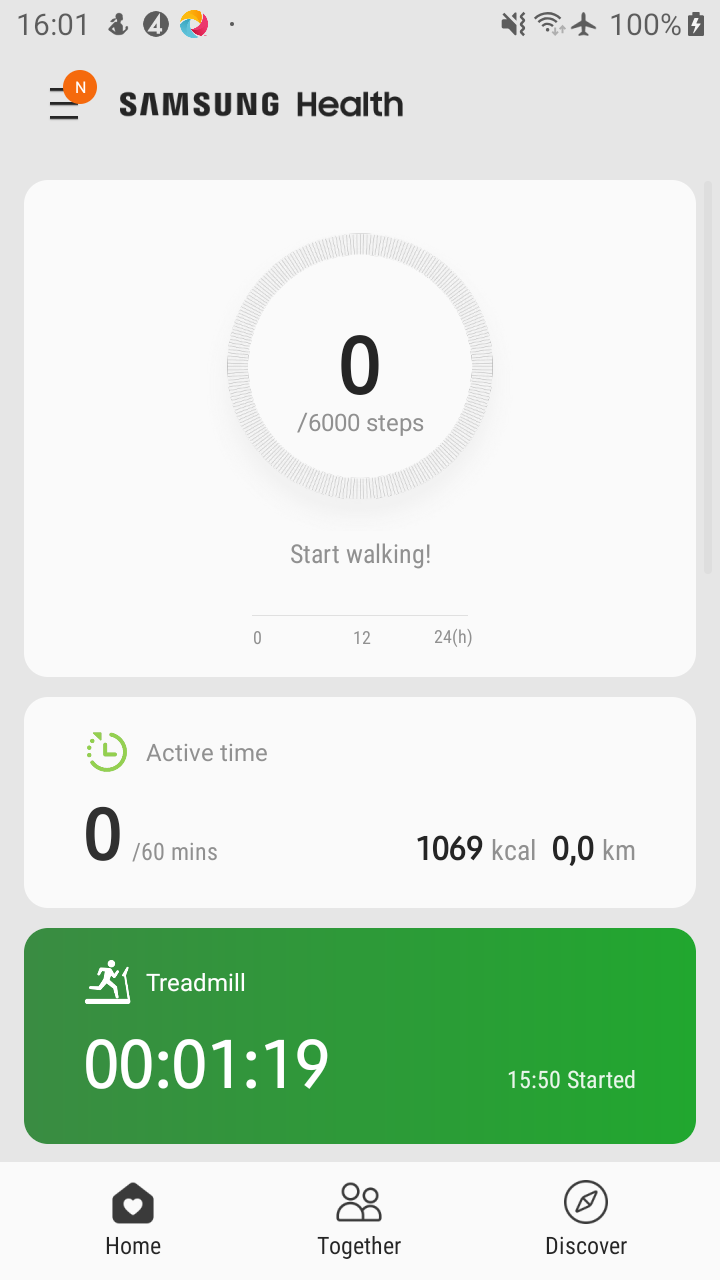 16:01 4 100%
N
SAMSUNG Health
0
/6000 steps
Start walking!
0 12 24(h)
Active time
0 /60 mins 1069 kcal 0,0 km
Treadmill
00:01:19 15:50 Started
Home Together Discover